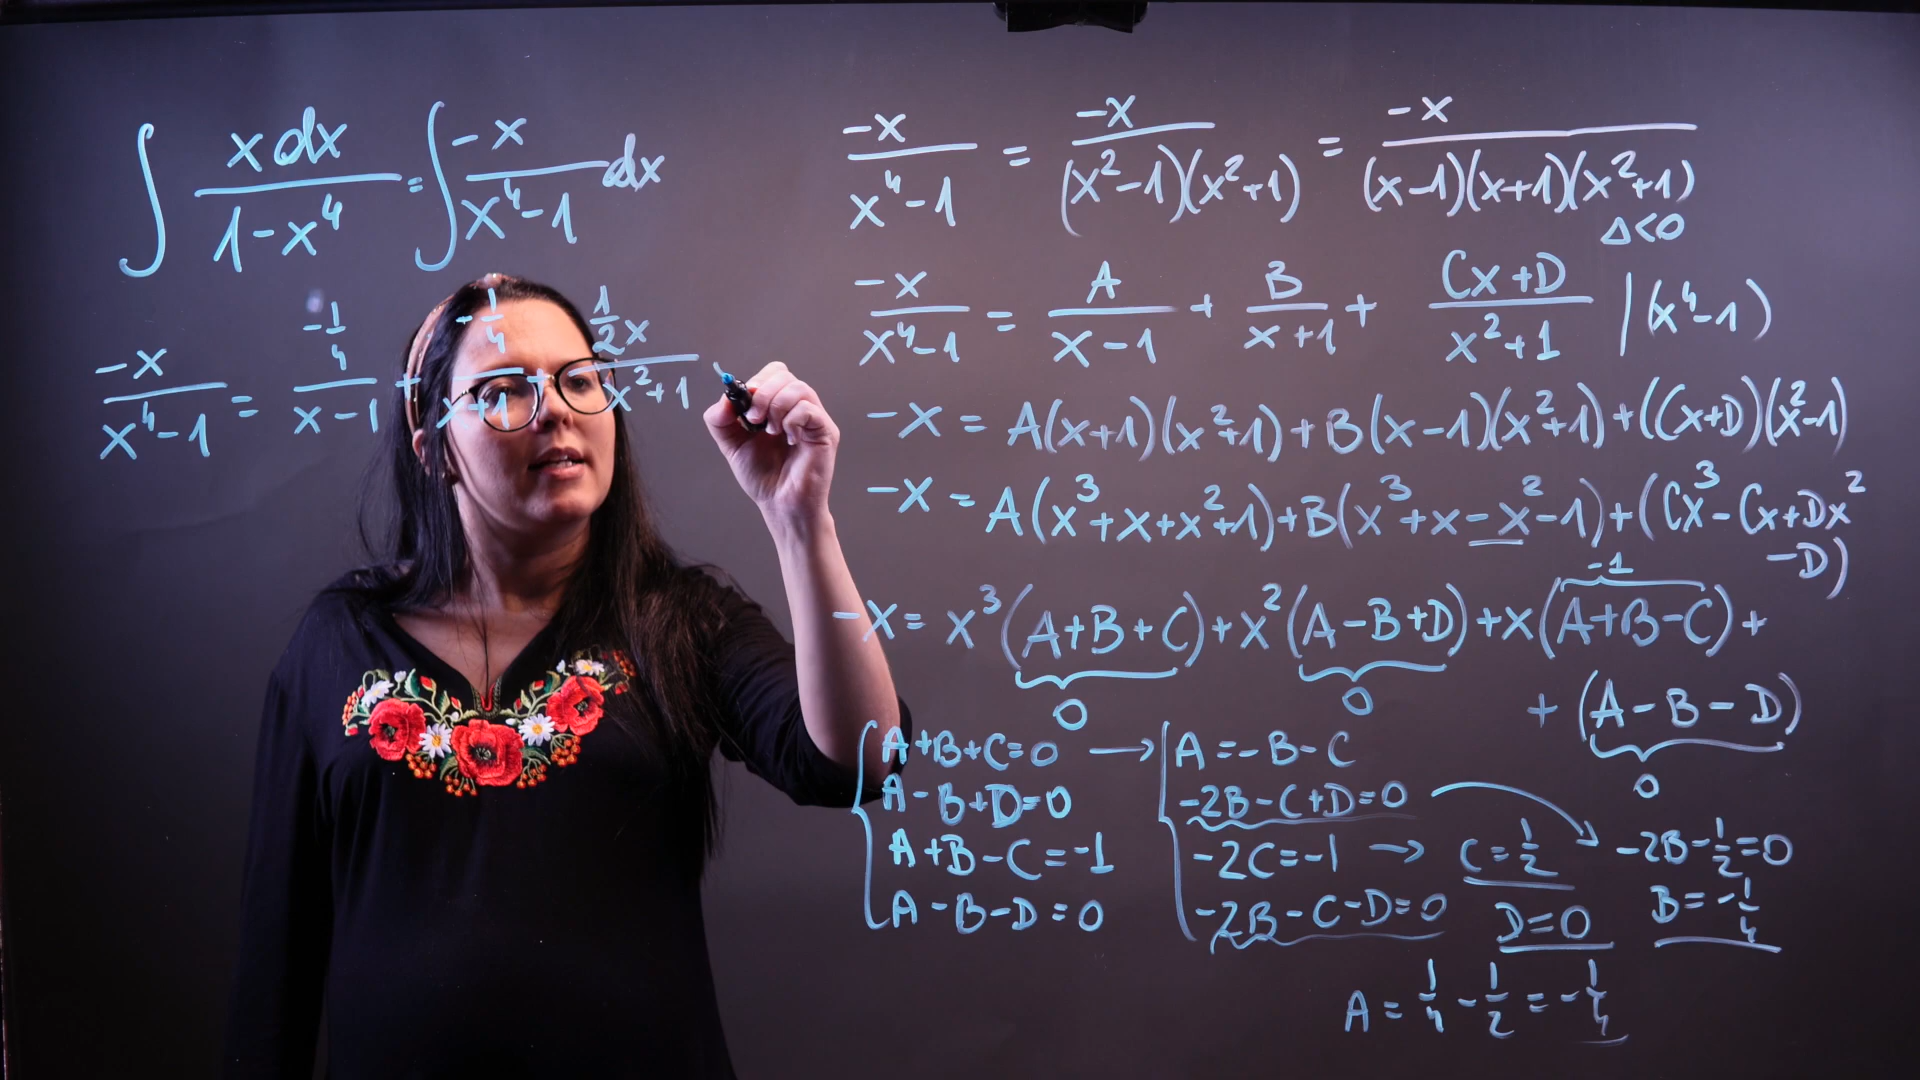 ∫ x dx / (1 - x⁴) = ∫ -x / (x⁴ - 1) dx
-x / (x⁴ - 1) = -1/4 / (x - 1) + -1/4 / (x + 1) + 1/2 x / (x² + 1)
-x / (x⁴ - 1) = -x / ((x² - 1)(x² + 1)) = -x / ((x - 1)(x + 1)(x² + 1))
Δ < 0
-x / (x⁴ - 1) = A / (x - 1) + B / (x + 1) + (Cx + D) / (x² + 1) | (x⁴ - 1)
-x = A(x + 1)(x² + 1) + B(x - 1)(x² + 1) + ((x + D)(x² - 1)
-x = A(x³ + x + x² + 1) + B(x³ + x - x² - 1) + (Cx³ - Cx + Dx²
- D)
-1
-x = x³(A + B + C) + x²(A - B + D) + x(A + B - C) +
0 0
+ (A - B - D)
0
A + B + C = 0 → A = -B - C
A - B + D = 0 -2B - C + D = 0
A + B - C = -1 -2C = -1 → C = 1/2 -2B - 1/2 = 0
A - B - D = 0 -2B - C - D = 0 D = 0 B = -1/4
A = 1/4 - 1/2 = -1/4